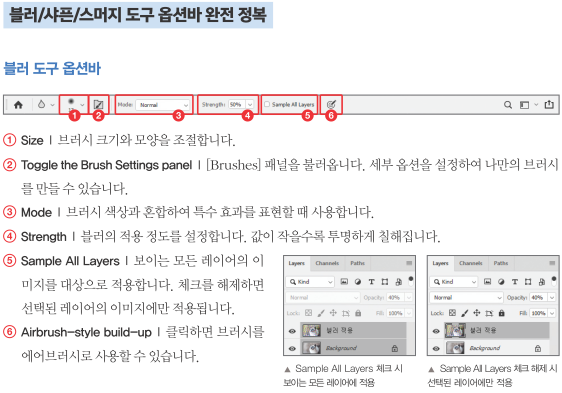 블러/샤픈/스머지 도구 옵션바 완전 정복
블러 도구 옵션바
Mode: Normal Strength: 50% Sample All Layers
① ② ③ ④ ⑤ ⑥
① Size | 브러시 크기와 모양을 조절합니다.
② Toggle the Brush Settings panel | [Brushes] 패널을 불러옵니다. 세부 옵션을 설정하여 나만의 브러시
를 만들 수 있습니다.
③ Mode | 브러시 색상과 혼합하여 특수 효과를 표현할 때 사용합니다.
④ Strength | 블러의 적용 정도를 설정합니다. 값이 작을수록 투명하게 칠해집니다.
⑤ Sample All Layers | 보이는 모든 레이어의 이
미지를 대상으로 적용합니다. 체크를 해제하면
선택된 레이어의 이미지에만 적용됩니다.
⑥ Airbrush-style build-up | 클릭하면 브러시를
에어브러시로 사용할 수 있습니다.
Layers Channels Paths
Kind
Normal Opacity: 40%
Lock: Fill: 100%
블러 적용
Background
▲ Sample All Layers 체크 시
보이는 모든 레이어에 적용
Layers Channels Paths
Kind
Normal Opacity: 40%
Lock: Fill: 100%
블러 적용
Background
▲ Sample All Layers 체크 해제 시
선택된 레이어에만 적용